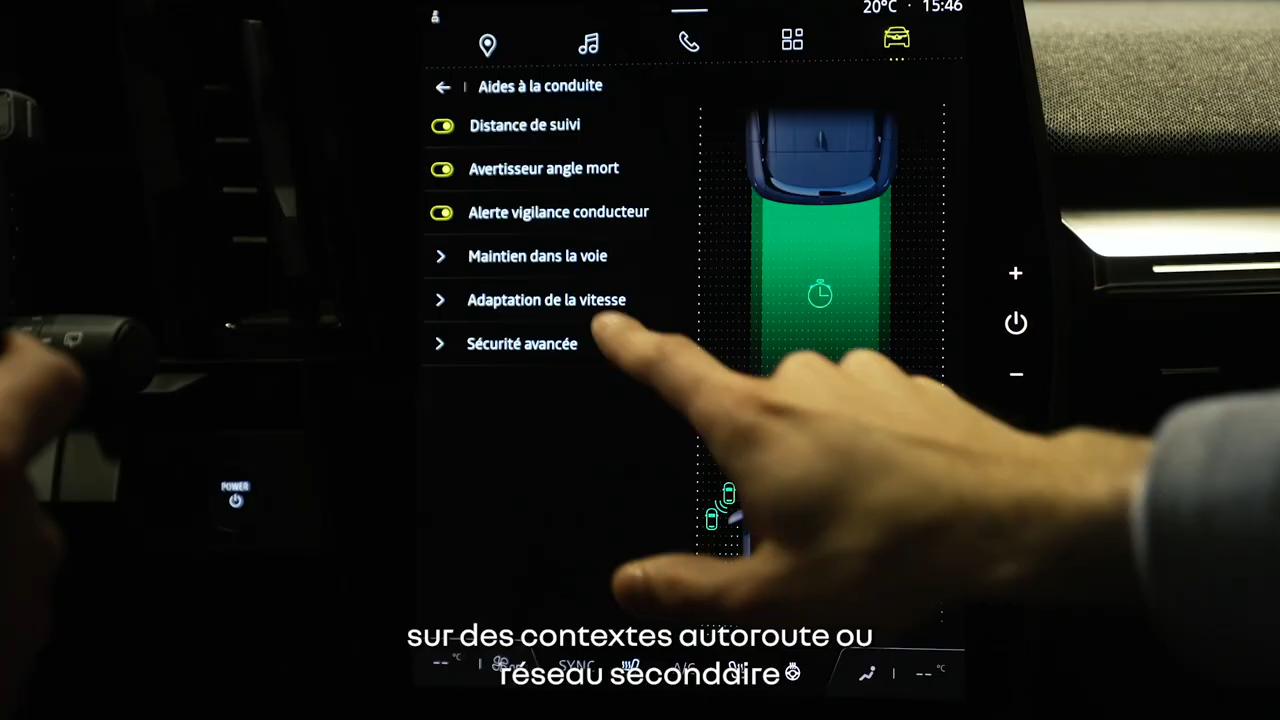 20°C · 15:46
Aides à la conduite
Distance de suivi
Avertisseur angle mort
Alerte vigilance conducteur
Maintien dans la voie
Adaptation de la vitesse
Sécurité avancée
POWER
sur des contextes autoroute ou
réseau secondaire
-- °C OFF SYNC A/C -- °C